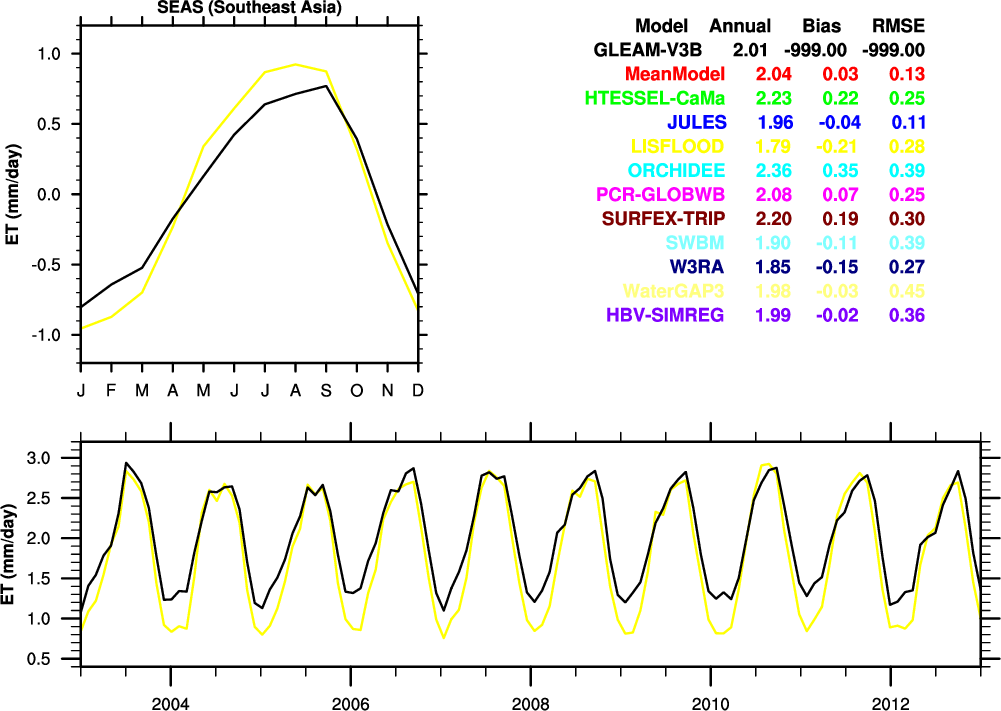 SEAS (Southeast Asia)
ET (mm/day)
1.0
0.5
0.0
-0.5
-1.0
J F M A M J J A S O N D
Model Annual Bias RMSE
GLEAM-V3B 2.01 -999.00 -999.00
MeanModel 2.04 0.03 0.13
HTESSEL-CaMa 2.23 0.22 0.25
JULES 1.96 -0.04 0.11
LISFLOOD 1.79 -0.21 0.28
ORCHIDEE 2.36 0.35 0.39
PCR-GLOBWB 2.08 0.07 0.25
SURFEX-TRIP 2.20 0.19 0.30
SWBM 1.90 -0.11 0.39
W3RA 1.85 -0.15 0.27
WaterGAP3 1.98 -0.03 0.45
HBV-SIMREG 1.99 -0.02 0.36
ET (mm/day)
3.0
2.5
2.0
1.5
1.0
0.5
2004 2006 2008 2010 2012